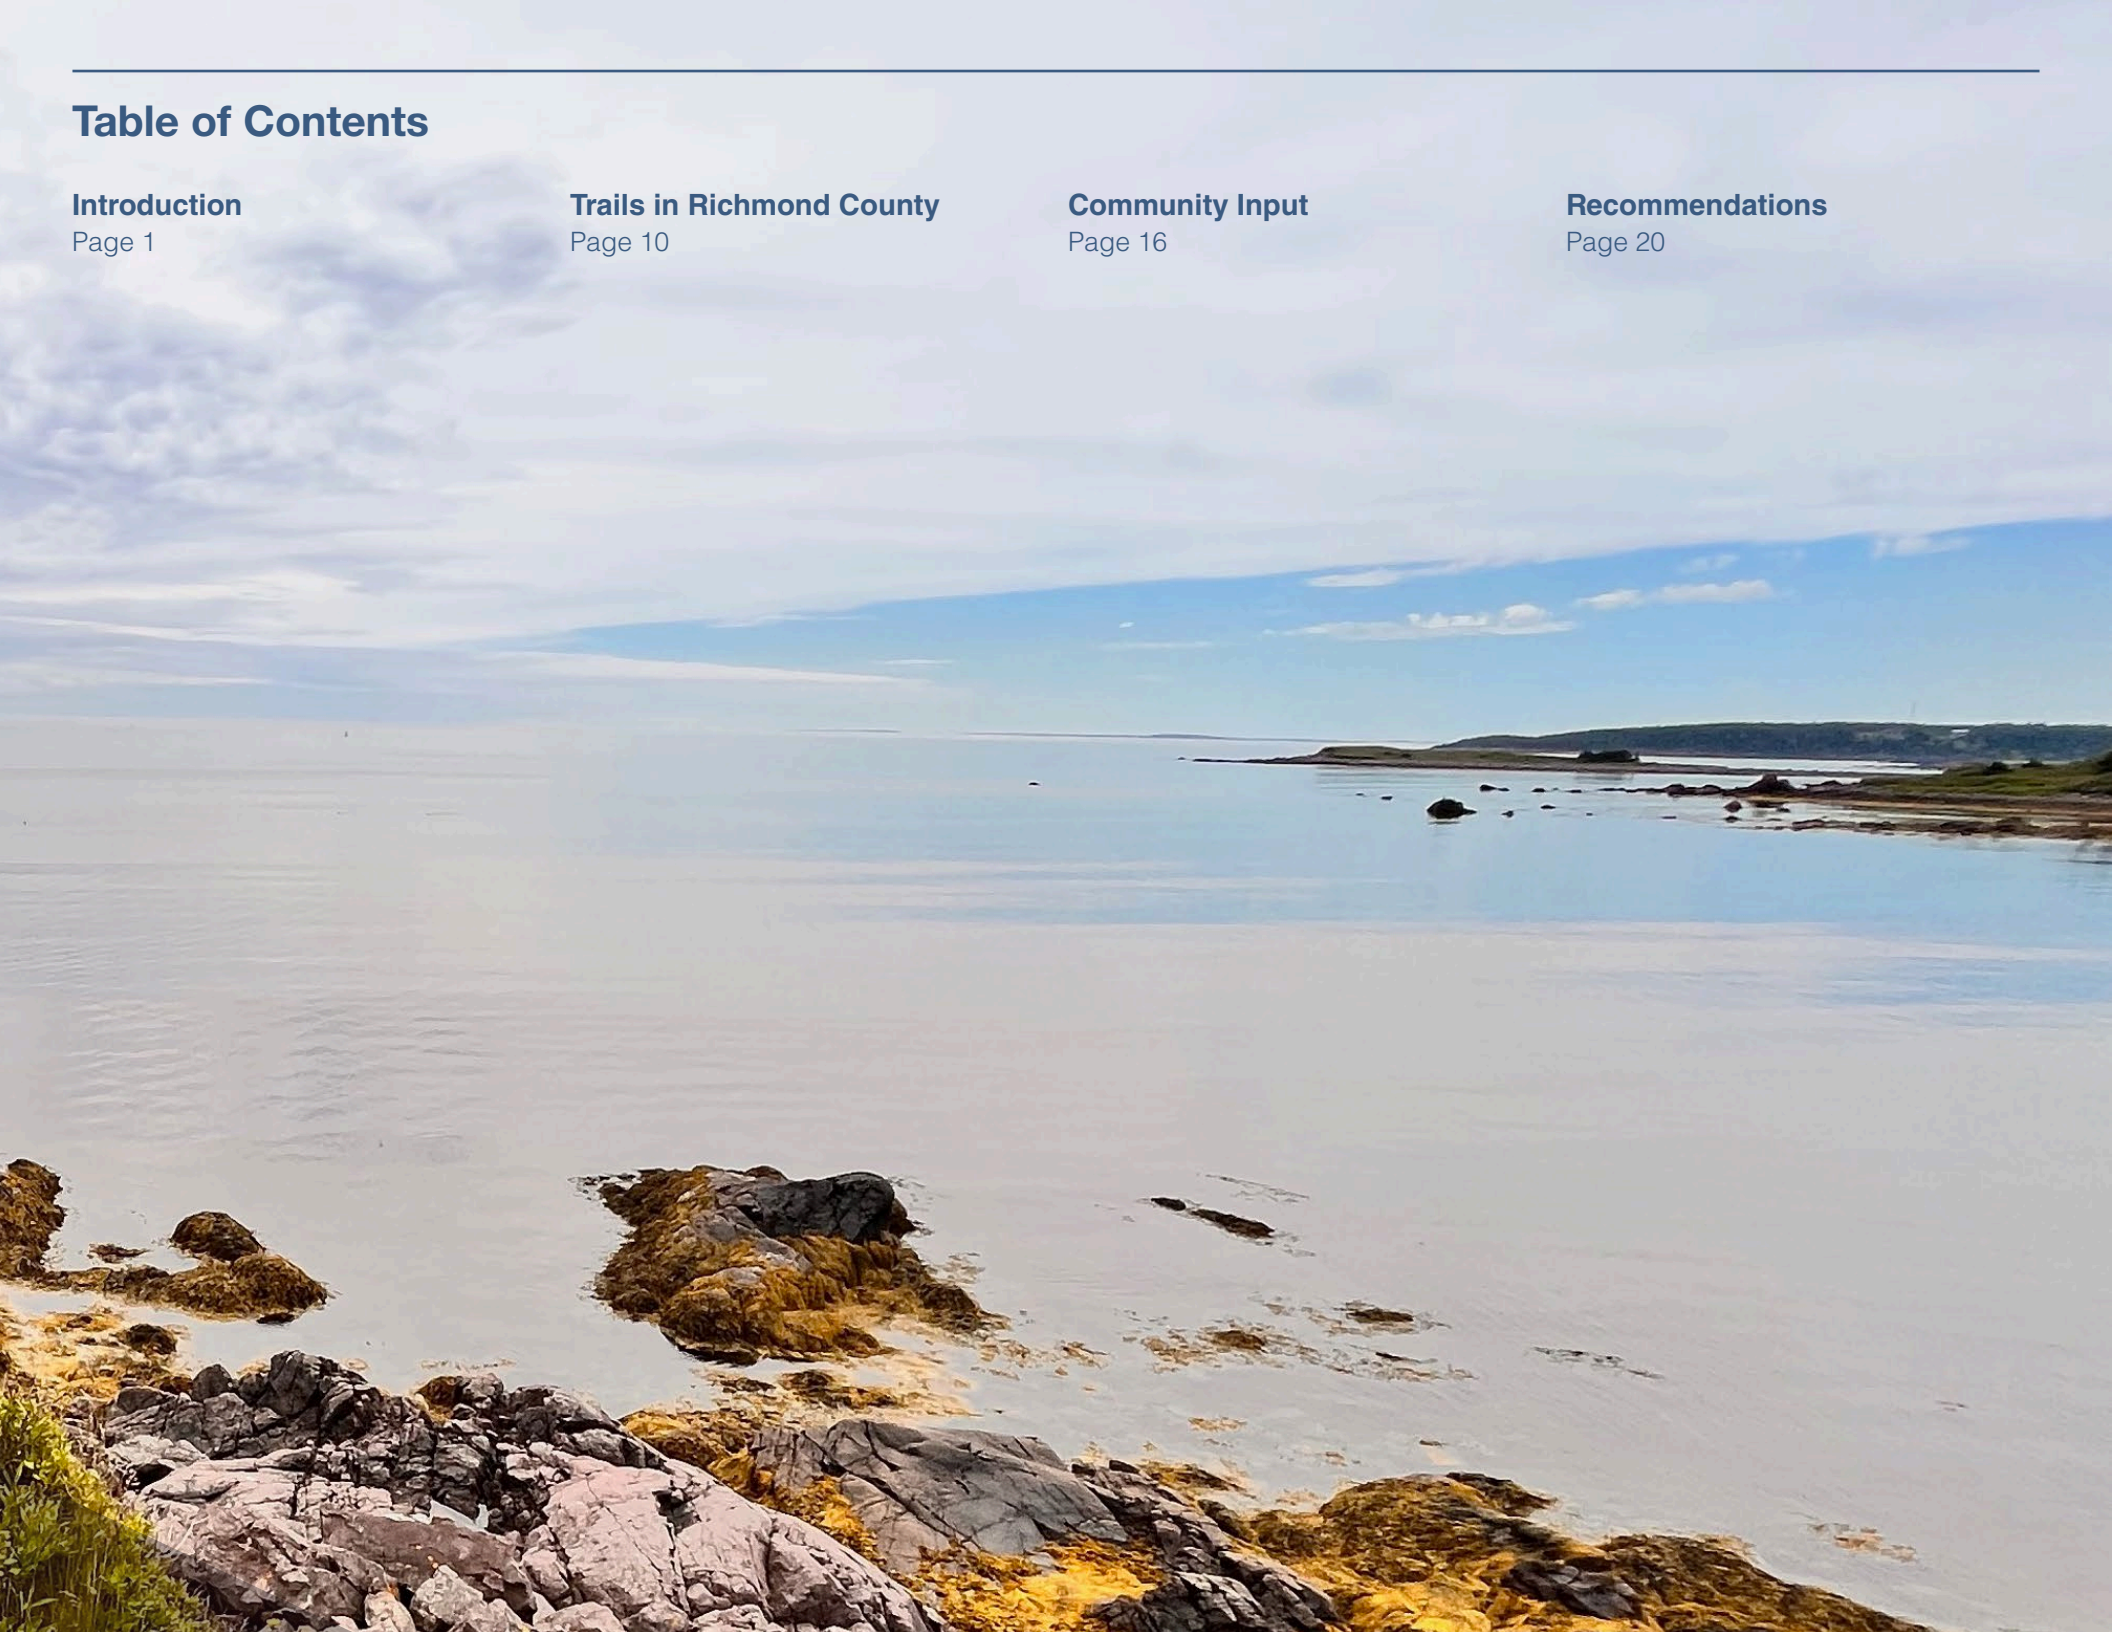 Table of Contents
Introduction
Page 1
Trails in Richmond County
Page 10
Community Input
Page 16
Recommendations
Page 20